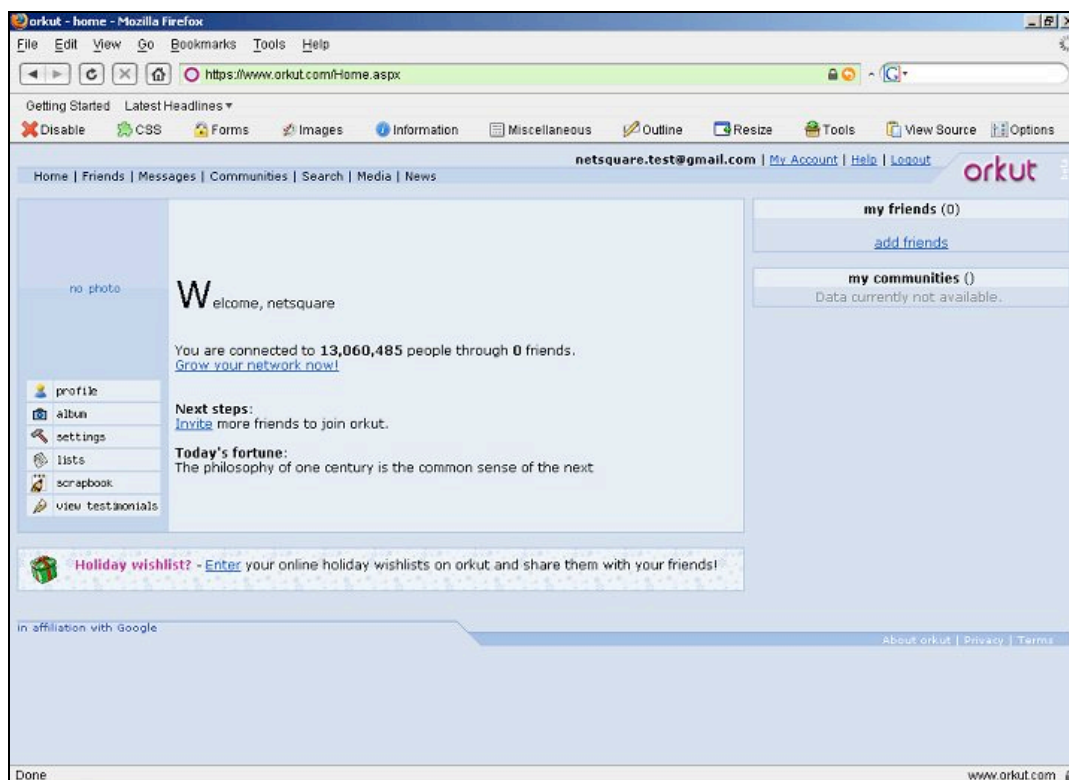 orkut - home - Mozilla Firefox
File Edit View Go Bookmarks Tools Help
https://www.orkut.com/Home.aspx
Getting Started Latest Headlines
Disable CSS Forms Images Information Miscellaneous Outline Resize Tools View Source Options
netsquare.test@gmail.com | My Account | Help | Logout
orkut
beta
Home | Friends | Messages | Communities | Search | Media | News
no photo
profile
album
settings
lists
scrapbook
view testimonials
Welcome, netsquare
You are connected to 13,060,485 people through 0 friends.
Grow your network now!
Next steps:
Invite more friends to join orkut.
Today's fortune:
The philosophy of one century is the common sense of the next
my friends (0)
add friends
my communities ()
Data currently not available.
Holiday wishlist? - Enter your online holiday wishlists on orkut and share them with your friends!
in affiliation with Google
About orkut | Privacy | Terms
Done
www.orkut.com